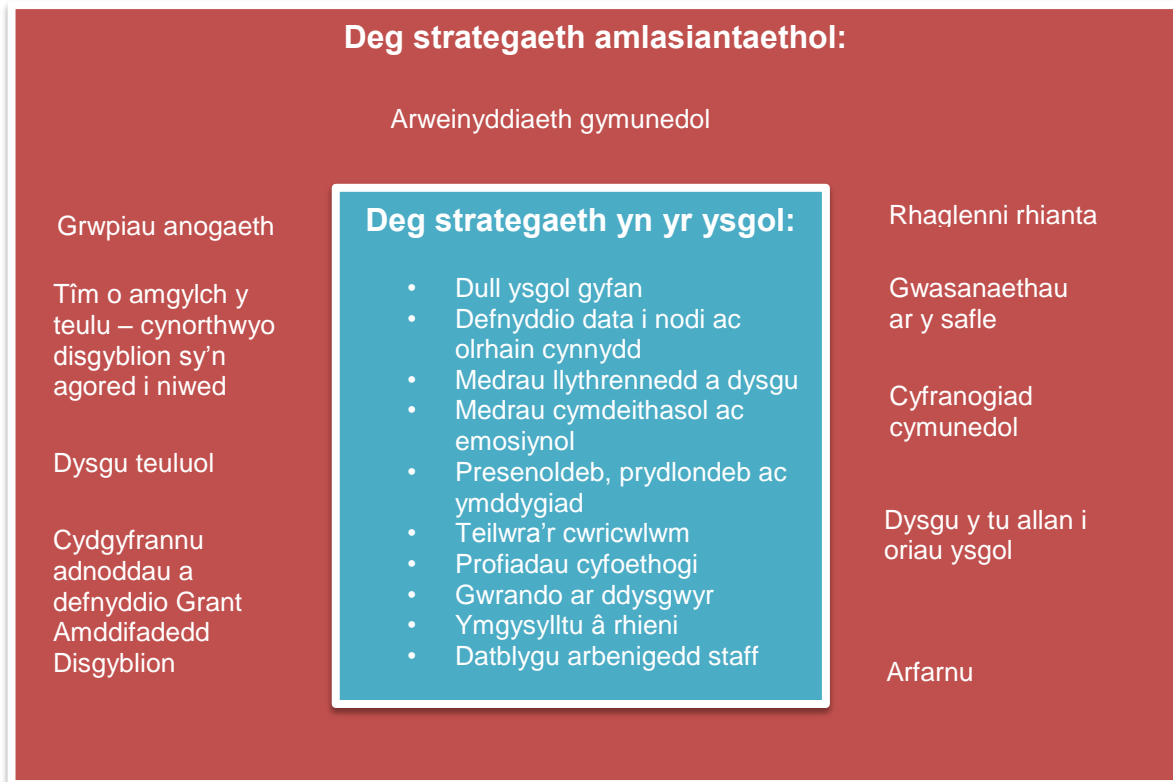 Deg strategaeth amlasiantaethol:
Arweinyddiaeth gymunedol
Grwpiau anogaeth
Tîm o amgylch y
teulu – cynorthwyo
disgyblion sy’n
agored i niwed
Dysgu teuluol
Cydgyfrannu
adnoddau a
defnyddio Grant
Amddifadedd
Disgyblion
Deg strategaeth yn yr ysgol:
• Dull ysgol gyfan
• Defnyddio data i nodi ac
olrhain cynnydd
• Medrau llythrennedd a dysgu
• Medrau cymdeithasol ac
emosiynol
• Presenoldeb, prydlondeb ac
ymddygiad
• Teilwra’r cwricwlwm
• Profiadau cyfoethogi
• Gwrando ar ddysgwyr
• Ymgysylltu â rhieni
• Datblygu arbenigedd staff
Rhaglenni rhianta
Gwasanaethau
ar y safle
Cyfranogiad
cymunedol
Dysgu y tu allan i
oriau ysgol
Arfarnu